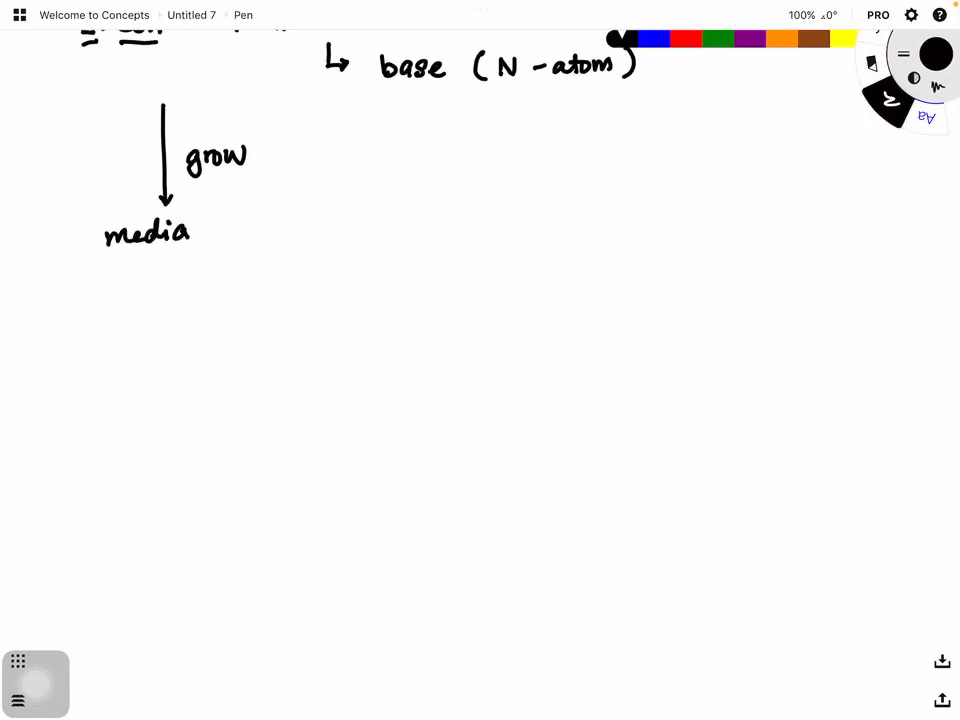 Welcome to Concepts Untitled 7 Pen 100% 0° PRO
↳ base (N-atom)
grow
media
Aa